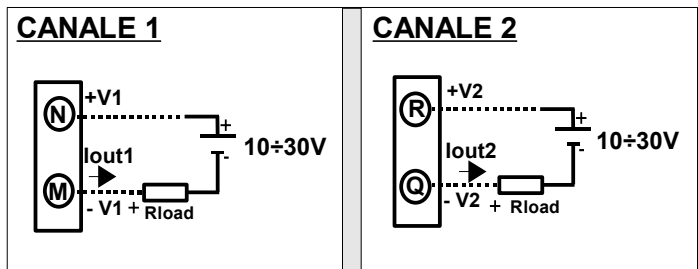 CANALE 1
N
+V1
+
-
10÷30V
Iout1
M
- V1 + Rload
CANALE 2
R
+V2
+
-
10÷30V
Iout2
Q
- V2 + Rload